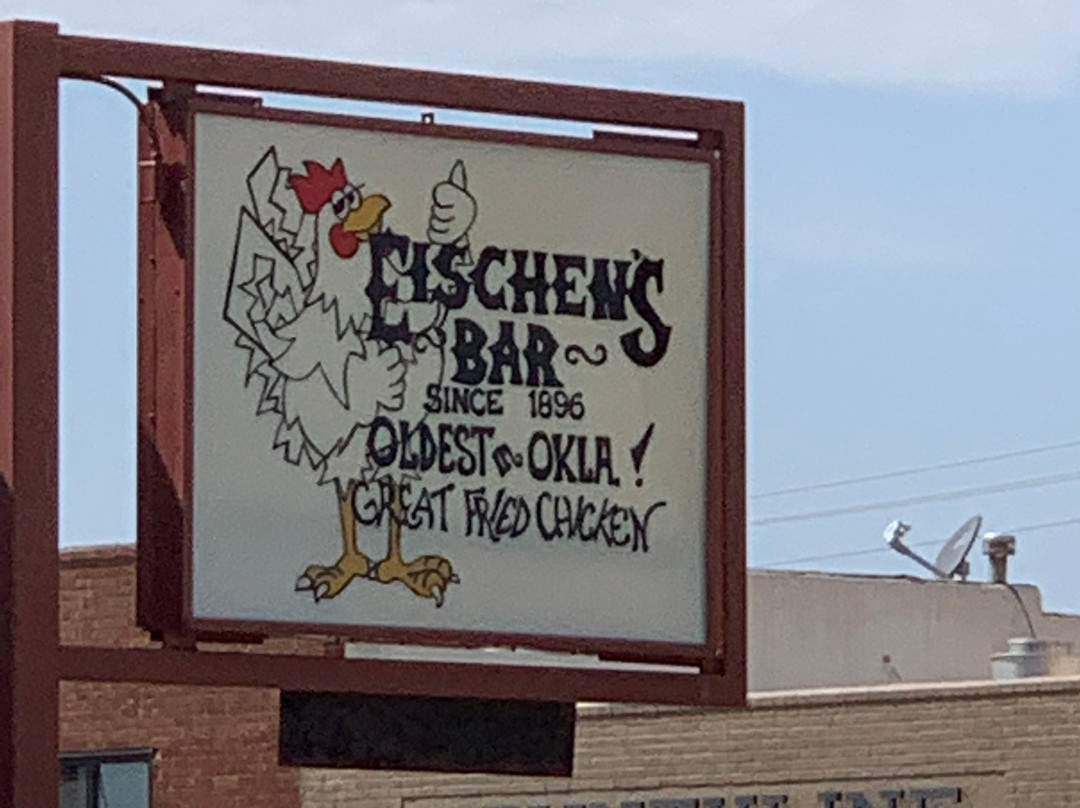 EISCHEN'S
BAR~
SINCE 1896
OLDEST IN OKLA.!
GREAT FRIED CHICKEN